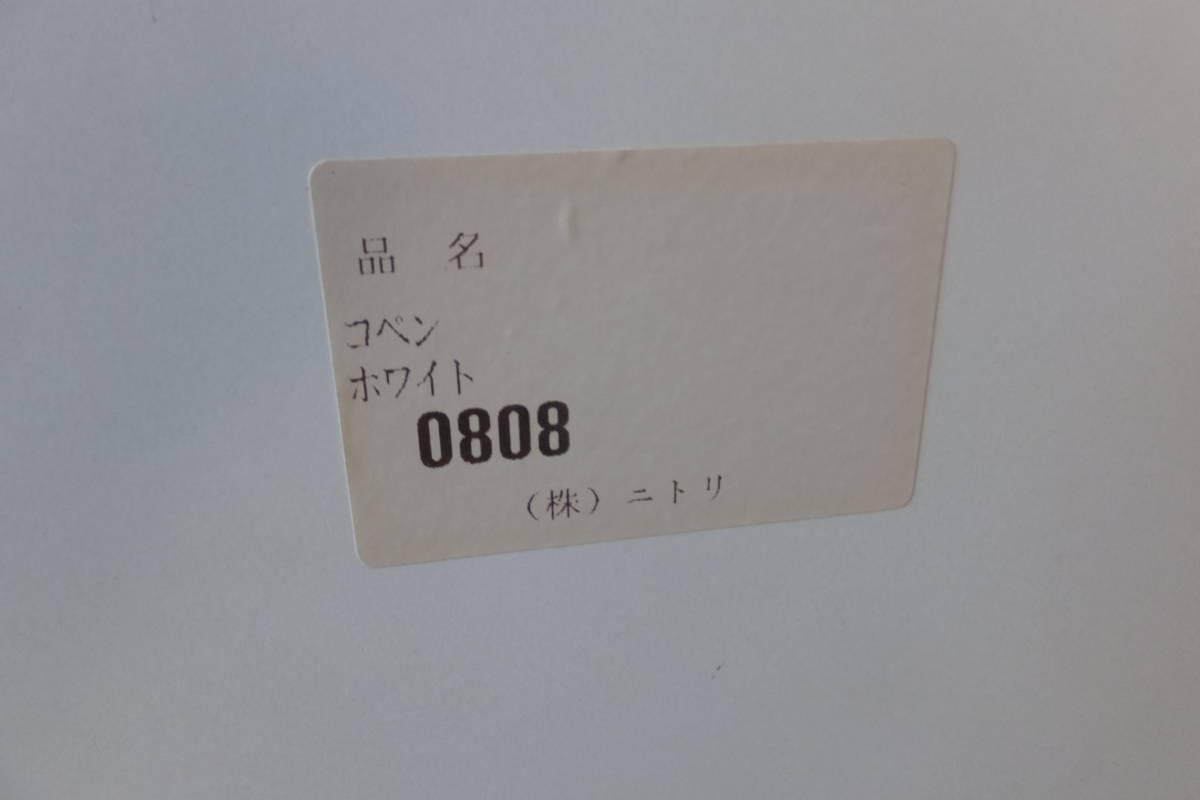 品 名
コペン
ホワイト
0808
(株)ニトリ